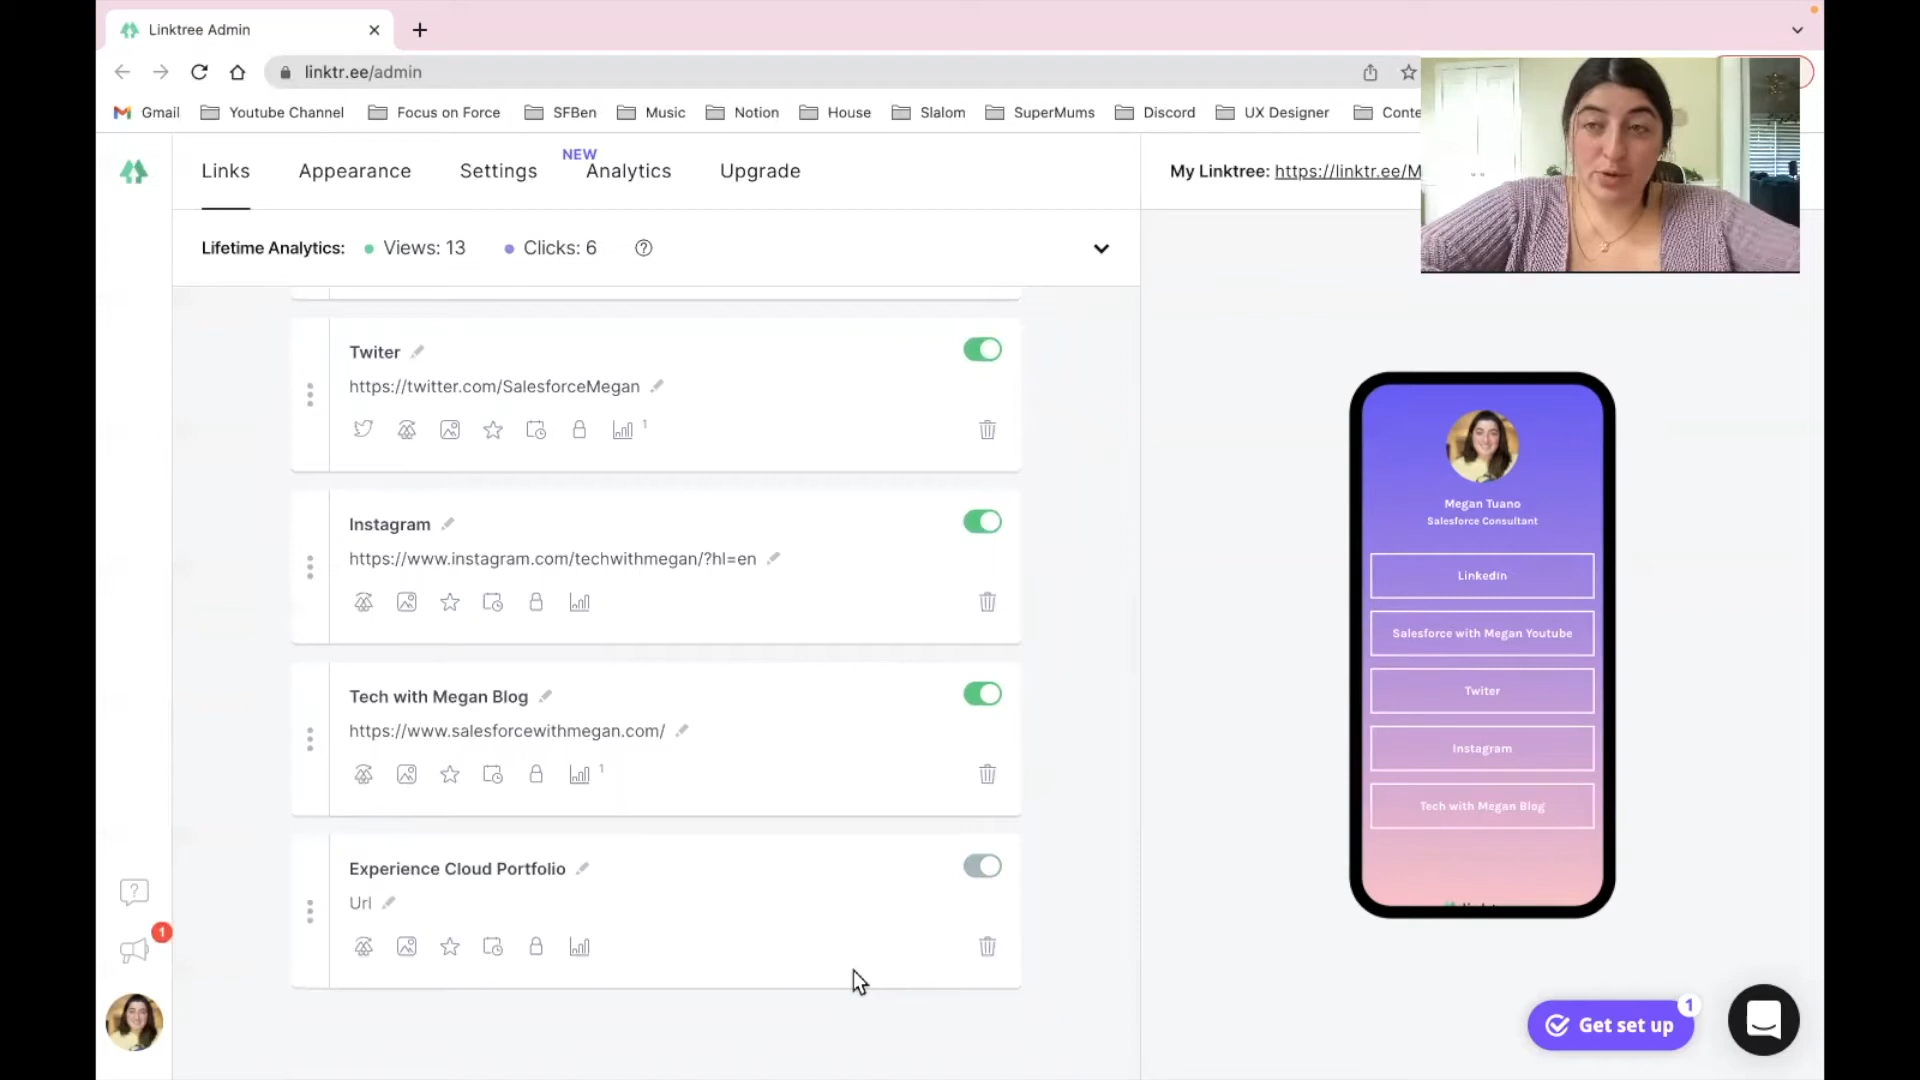 Linktree Admin
linktr.ee/admin
Gmail Youtube Channel Focus on Force SFBen Music Notion House Slalom SuperMums Discord UX Designer Conte
Links Appearance Settings NEW Analytics Upgrade
My Linktree: https://linktr.ee/M
Lifetime Analytics: Views: 13 Clicks: 6
Twiter
https://twitter.com/SalesforceMegan
1
Instagram
https://www.instagram.com/techwithmegan/?hl=en
Tech with Megan Blog
https://www.salesforcewithmegan.com/
1
Experience Cloud Portfolio
Url
1
Megan Tuano
Salesforce Consultant
LinkedIn
Salesforce with Megan Youtube
Twiter
Instagram
Tech with Megan Blog
Get set up
1